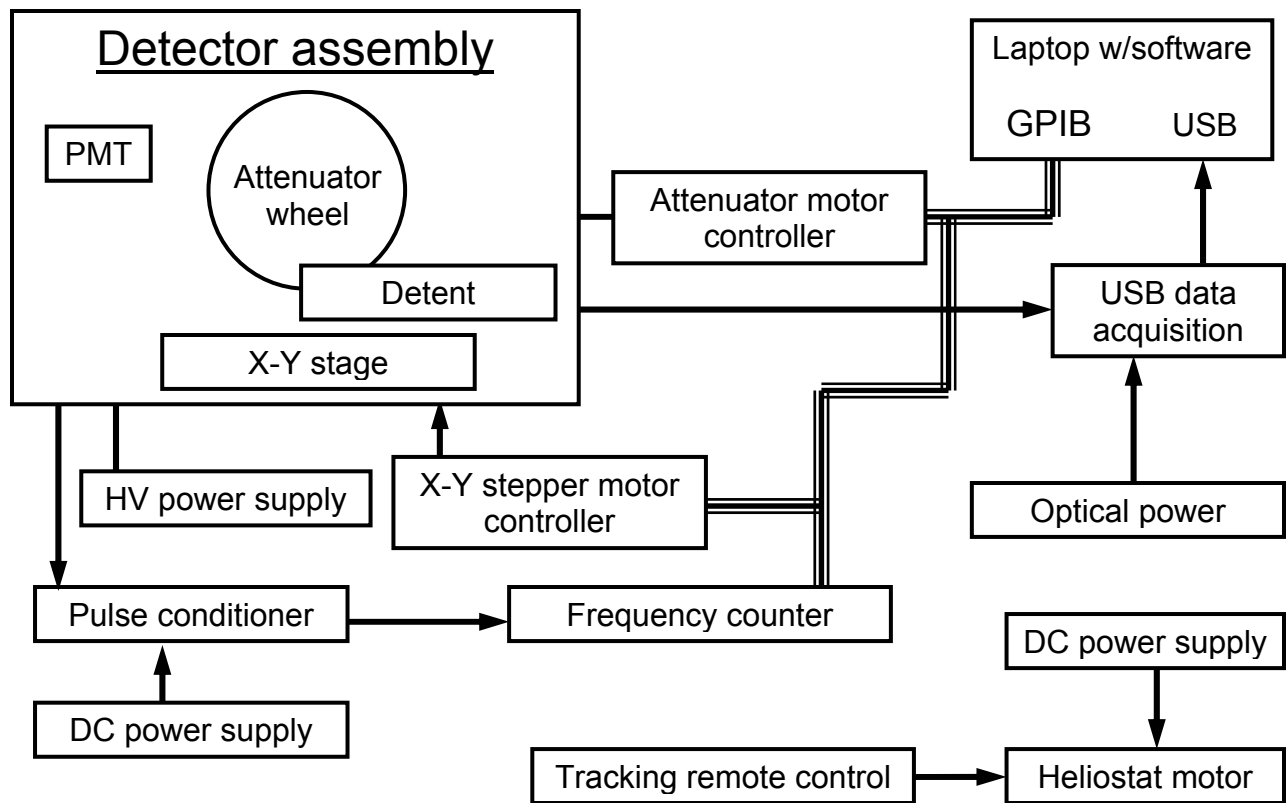 Detector assembly
PMT
Attenuator
wheel
Detent
X-Y stage
Laptop w/software
GPIB USB
Attenuator motor
controller
USB data
acquisition
HV power supply
X-Y stepper motor
controller
Optical power
Pulse conditioner
Frequency counter
DC power supply
DC power supply
Tracking remote control
Heliostat motor